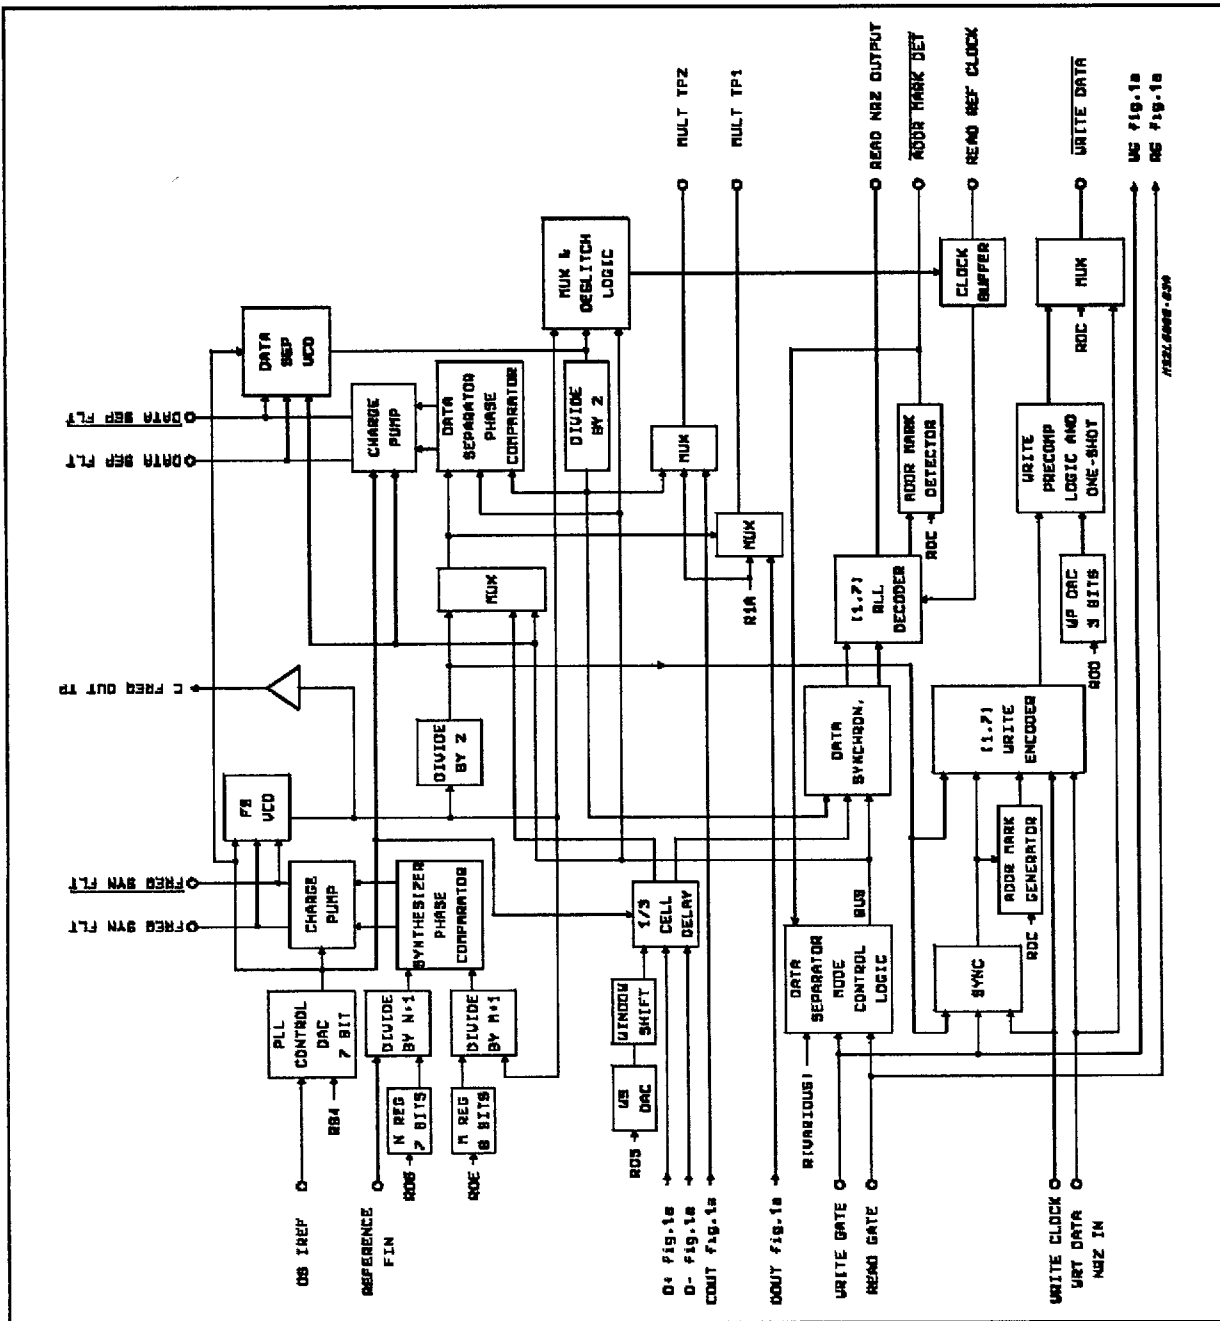 DS IREF
REFERENCE
FIN
D+ fig.1a
D- fig.1a
COUT fig.1a
DOUT fig.1a
WRITE GATE
READ GATE
WRITE CLOCK
WRT DATA
NRZ IN
RS4
RDE
RDS
R(VARIOUS)
PLL
CONTROL
DAC
7 BIT
N REG
7 BITS
DIVIDE
BY N+1
M REG
8 BITS
DIVIDE
BY M+1
WS
DAC
WINDOW
SHIFT
DATA
SEPARATOR
MODE
CONTROL
LOGIC
BUS
SYNC
RDC
ADDR MARK
GENERATOR
FREQ SYN FLT
FREQ SYN FLT
CHARGE
PUMP
SYNTHESIZER
PHASE
COMPARATOR
FS
VCO
1/3
CELL
DELAY
DIVIDE
BY 2
DATA
SYNCHRON.
(1,7)
WRITE
ENCODER
FREQ OUT TP
MUX
R1A
MUX
(1,7)
RLL
DECODER
RDD
WP DAC
3 BITS
DATA SEP FLT
DATA SEP FLT
CHARGE
PUMP
DATA
SEPARATOR
PHASE
COMPARATOR
DATA
SEP
VCO
DIVIDE
BY 2
MUX
RDC
ADDR MARK
DETECTOR
WRITE
PRECOMP
LOGIC AND
ONE-SHOT
MUX &
DEGLITCH
LOGIC
CLOCK
BUFFER
RDC
MUX
MULT TP2
MULT TP1
READ NRZ OUTPUT
ADDR MARK DET
READ REF CLOCK
WRITE DATA
WG fig.1a
RG fig.1a